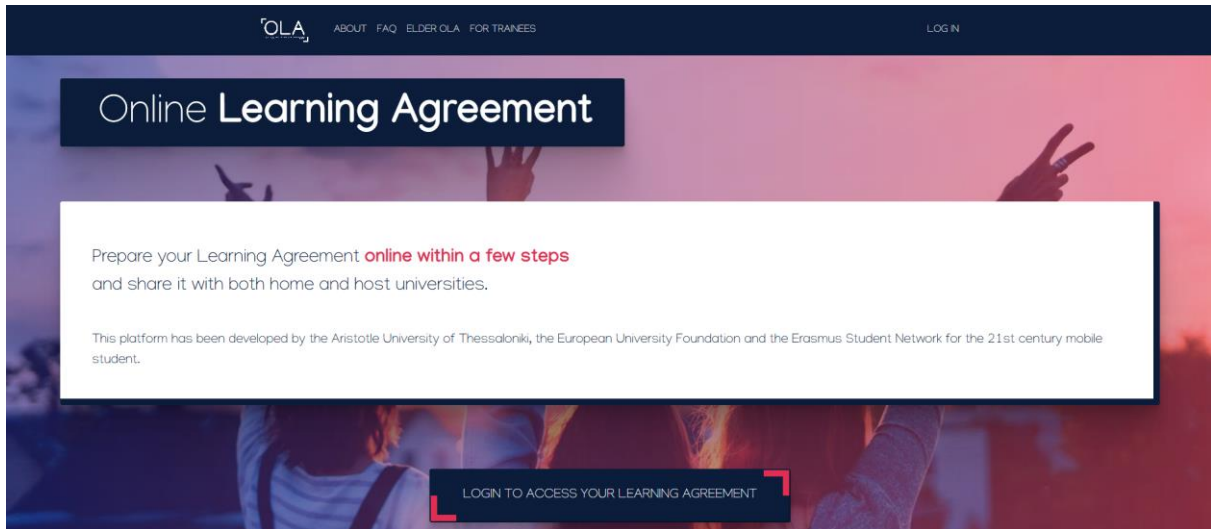 OLA
ABOUT FAQ ELDER OLA FOR TRAINEES
LOG IN
Online Learning Agreement
Prepare your Learning Agreement online within a few steps
and share it with both home and host universities.
This platform has been developed by the Aristotle University of Thessaloniki, the European University Foundation and the Erasmus Student Network for the 21st century mobile
student.
LOGIN TO ACCESS YOUR LEARNING AGREEMENT